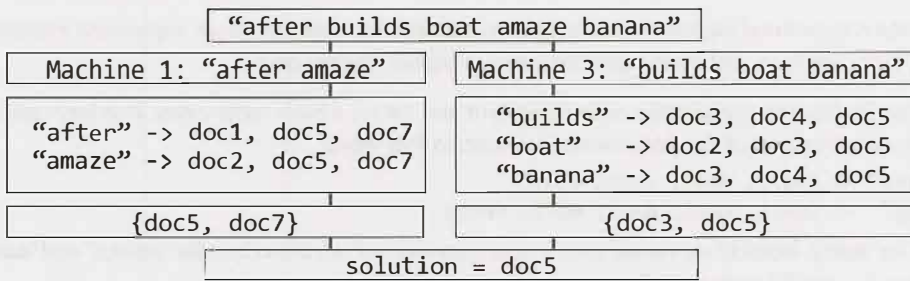 “after builds boat amaze banana”
Machine 1: “after amaze”
Machine 3: “builds boat banana”
“after” -> doc1, doc5, doc7
“amaze” -> doc2, doc5, doc7
“builds” -> doc3, doc4, doc5
“boat” -> doc2, doc3, doc5
“banana” -> doc3, doc4, doc5
{doc5, doc7}
{doc3, doc5}
solution = doc5